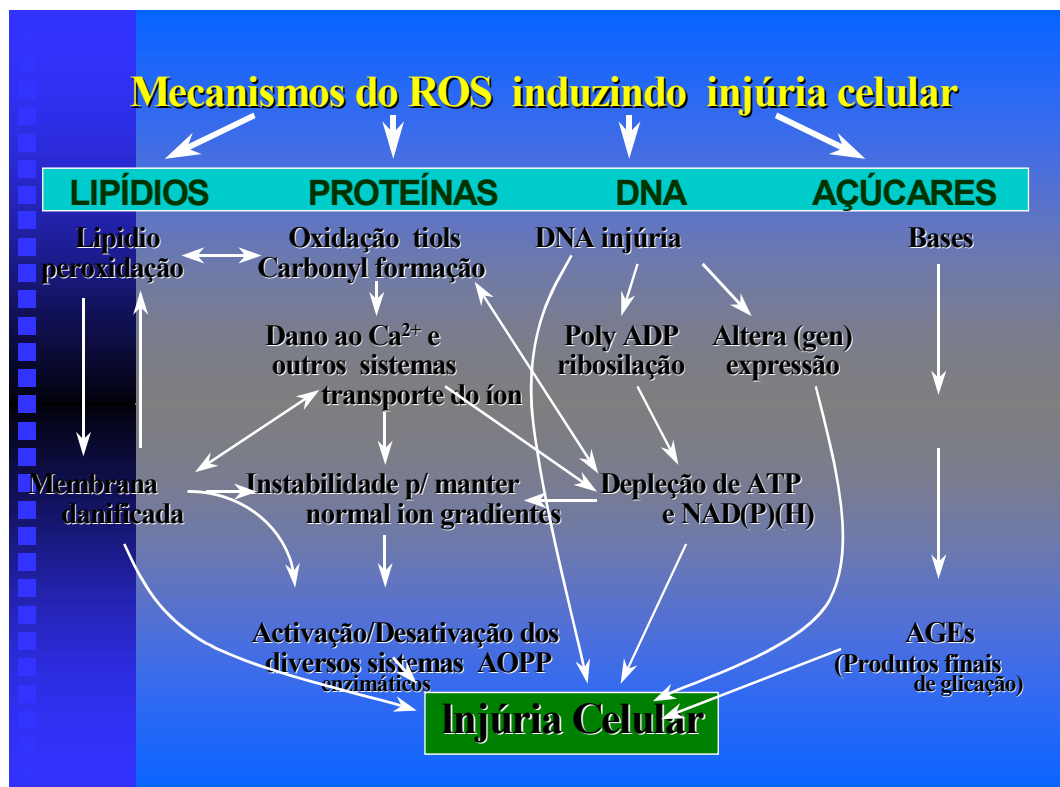 Mecanismos do ROS induzindo injúria celular
LIPÍDIOS PROTEÍNAS DNA AÇÚCARES
Lipidio
peroxidação
Oxidação tiols
Carbonyl formação
DNA injúria
Bases
Dano ao Ca2+ e
outros sistemas
transporte do íon
Poly ADP
ribosilação
Altera (gen)
expressão
Membrana
danificada
Instabilidade p/ manter
normal ion gradientes
Depleção de ATP
e NAD(P)(H)
Activação/Desativação dos
diversos sistemas AOPP
enzimáticos
AGEs
(Produtos finais
de glicação)
Injúria Celular